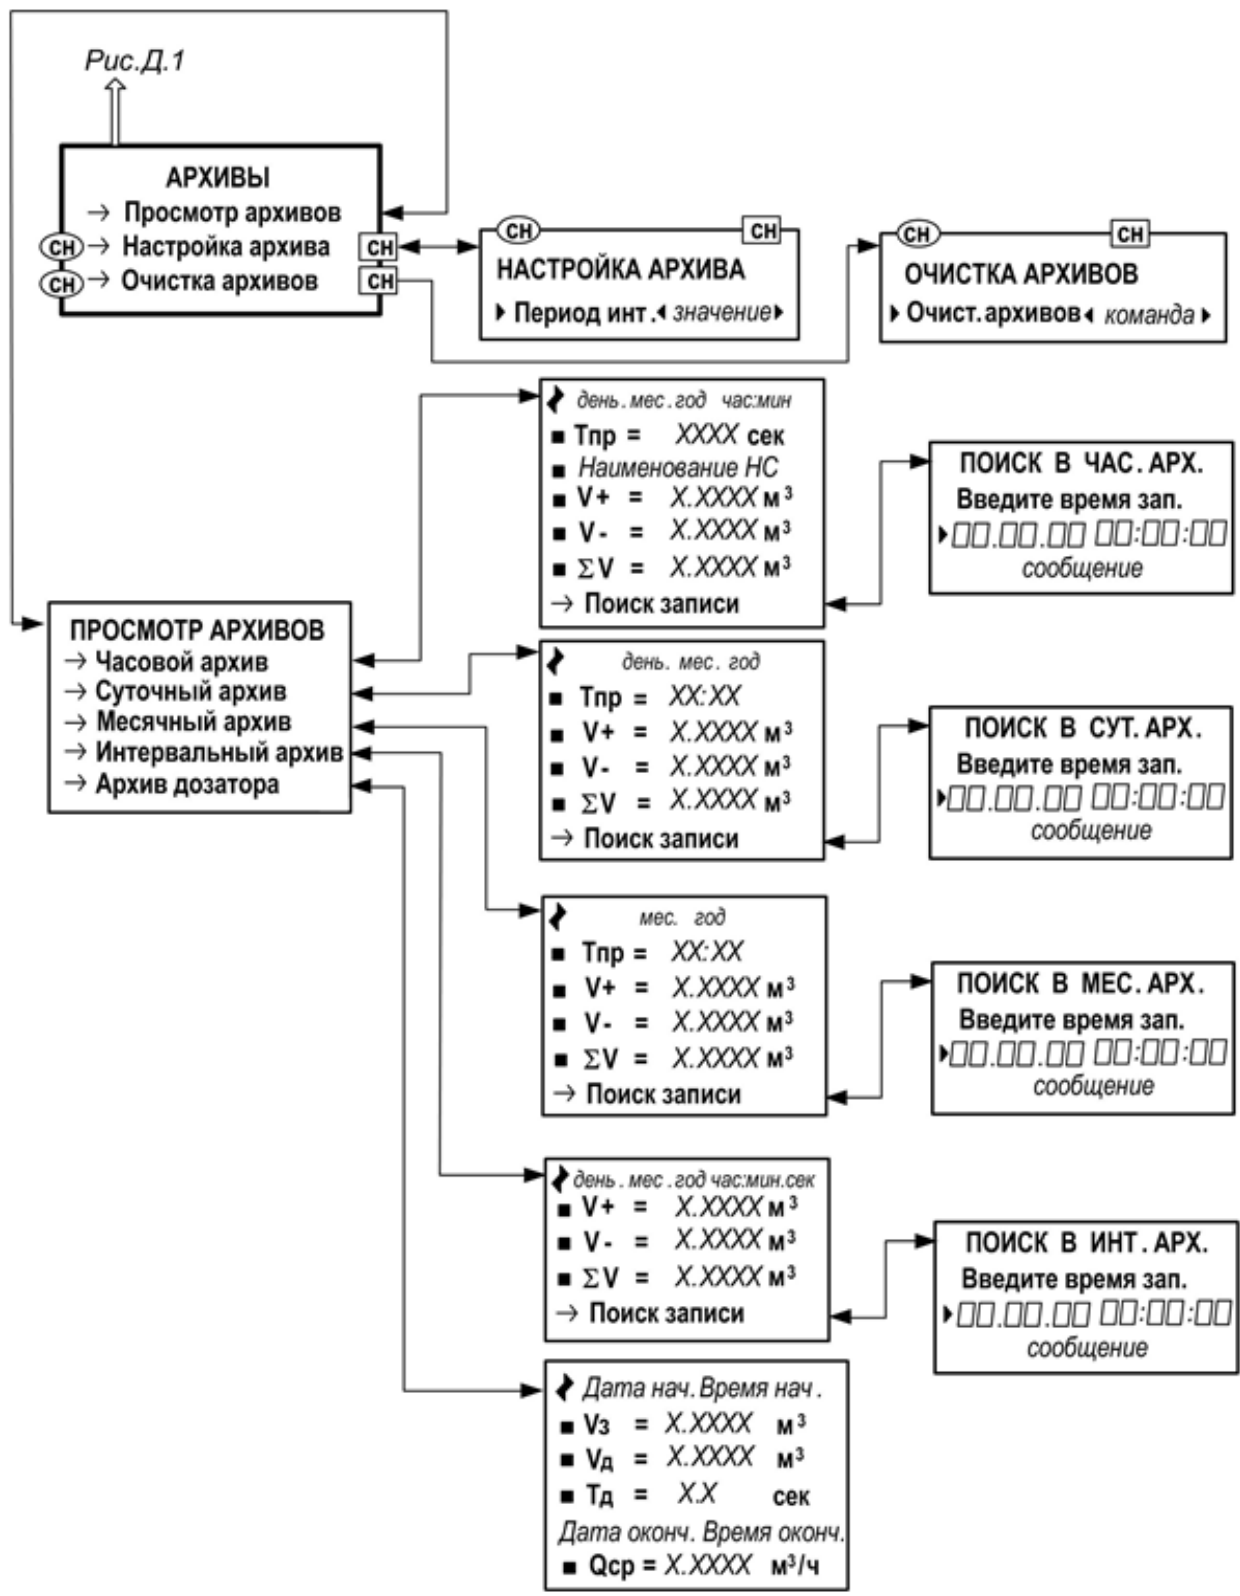 Рис.Д.1
АРХИВЫ
→ Просмотр архивов
СН → Настройка архива СН
СН → Очистка архивов СН
СН СН
НАСТРОЙКА АРХИВА
Период инт. значение
СН СН
ОЧИСТКА АРХИВОВ
Очист.архивов команда
день.мес.год час:мин
Тпр = XXXX сек
Наименование НС
V+ = X.XXXX м³
V- = X.XXXX м³
ΣV = X.XXXX м³
→ Поиск записи
ПОИСК В ЧАС.АРХ.
Введите время зап.
00.00.00 00:00:00
сообщение
ПРОСМОТР АРХИВОВ
→ Часовой архив
→ Суточный архив
→ Месячный архив
→ Интервальный архив
→ Архив дозатора
день. мес. год
Тпр = XX:XX
V+ = X.XXXX м³
V- = X.XXXX м³
ΣV = X.XXXX м³
→ Поиск записи
ПОИСК В СУТ. АРХ.
Введите время зап.
00.00.00 00:00:00
сообщение
мес. год
Тпр = XX:XX
V+ = X.XXXX м³
V- = X.XXXX м³
ΣV = X.XXXX м³
→ Поиск записи
ПОИСК В МЕС. АРХ.
Введите время зап.
00.00.00 00:00:00
сообщение
день.мес.год час:мин.сек
V+ = X.XXXX м³
V- = X.XXXX м³
ΣV = X.XXXX м³
→ Поиск записи
ПОИСК В ИНТ. АРХ.
Введите время зап.
00.00.00 00:00:00
сообщение
Дата нач. Время нач.
Vз = X.XXXX м³
Vд = X.XXXX м³
Тд = X.X сек
Дата оконч. Время оконч.
Qср = X.XXXX м³/ч